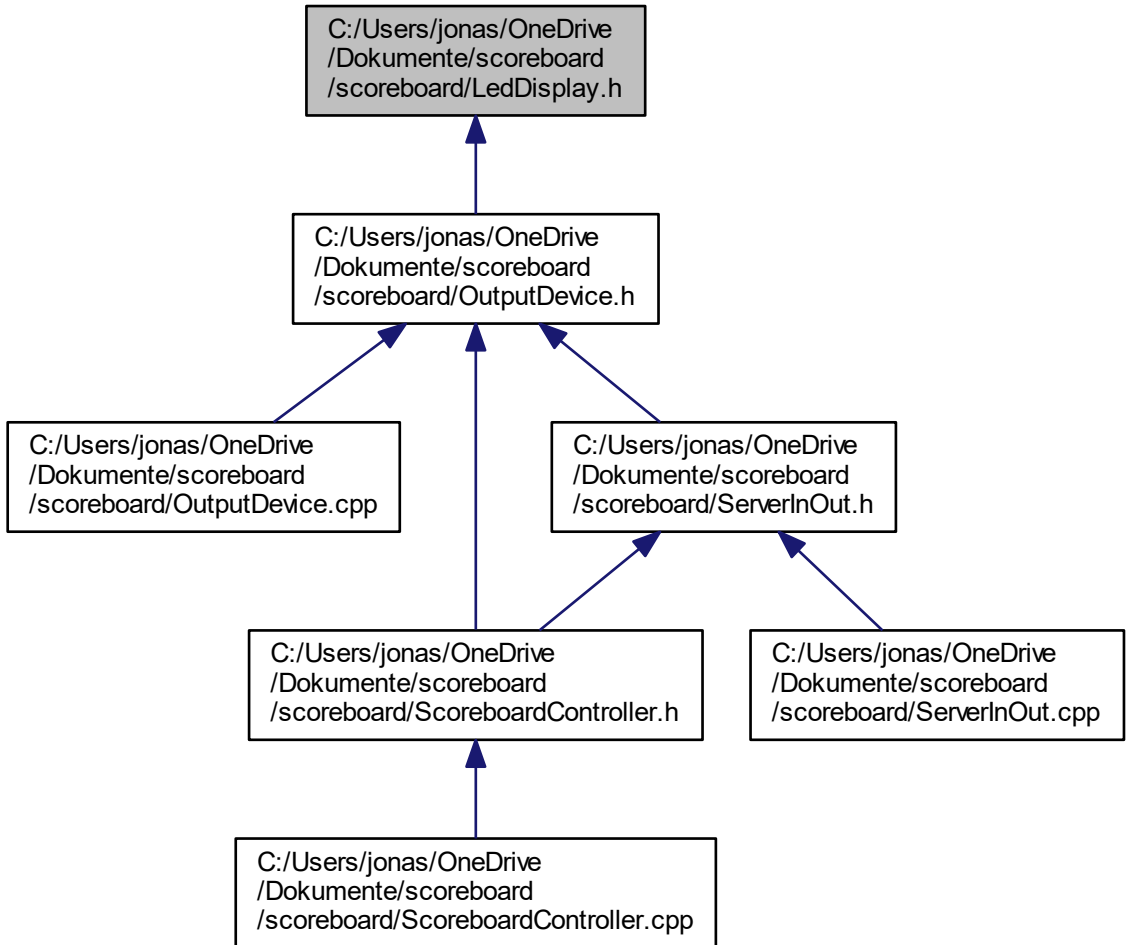 C:/Users/jonas/OneDrive
/Dokumente/scoreboard
/scoreboard/LedDisplay.h
C:/Users/jonas/OneDrive
/Dokumente/scoreboard
/scoreboard/OutputDevice.h
C:/Users/jonas/OneDrive
/Dokumente/scoreboard
/scoreboard/OutputDevice.cpp
C:/Users/jonas/OneDrive
/Dokumente/scoreboard
/scoreboard/ServerInOut.h
C:/Users/jonas/OneDrive
/Dokumente/scoreboard
/scoreboard/ScoreboardController.h
C:/Users/jonas/OneDrive
/Dokumente/scoreboard
/scoreboard/ServerInOut.cpp
C:/Users/jonas/OneDrive
/Dokumente/scoreboard
/scoreboard/ScoreboardController.cpp